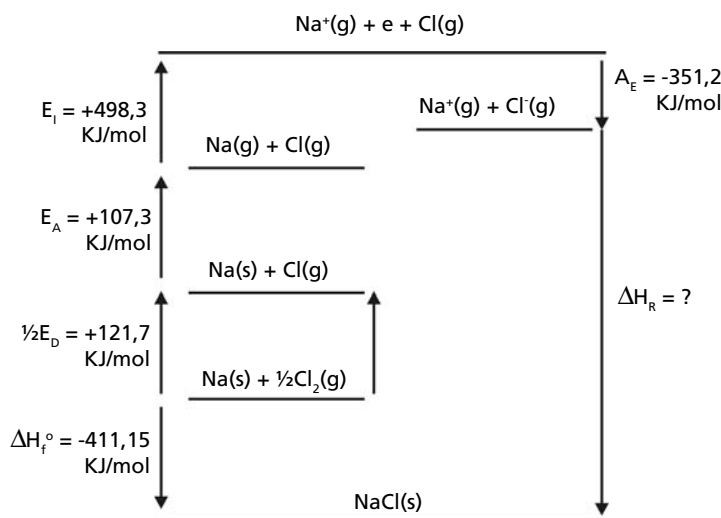 Na⁺(g) + e + Cl(g)
E_I = +498,3
KJ/mol
A_E = -351,2
KJ/mol
Na⁺(g) + Cl⁻(g)
Na(g) + Cl(g)
E_A = +107,3
KJ/mol
Na(s) + Cl(g)
ΔH_R = ?
½E_D = +121,7
KJ/mol
Na(s) + ½Cl₂(g)
ΔH_f° = -411,15
KJ/mol
NaCl(s)